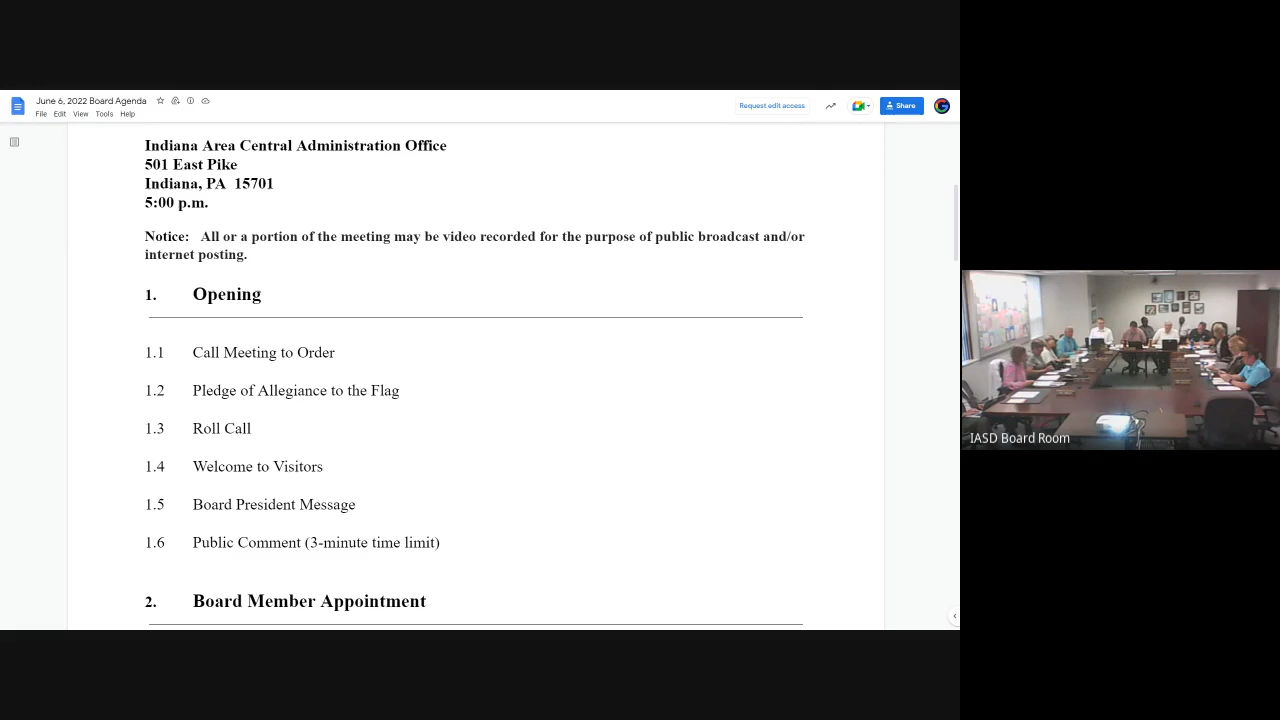 June 6, 2022 Board Agenda
File Edit View Tools Help
Request edit access
Share
Indiana Area Central Administration Office
501 East Pike
Indiana, PA 15701
5:00 p.m.
Notice: All or a portion of the meeting may be video recorded for the purpose of public broadcast and/or
internet posting.
1. Opening
1.1 Call Meeting to Order
1.2 Pledge of Allegiance to the Flag
1.3 Roll Call
1.4 Welcome to Visitors
1.5 Board President Message
1.6 Public Comment (3-minute time limit)
2. Board Member Appointment
IASD Board Room